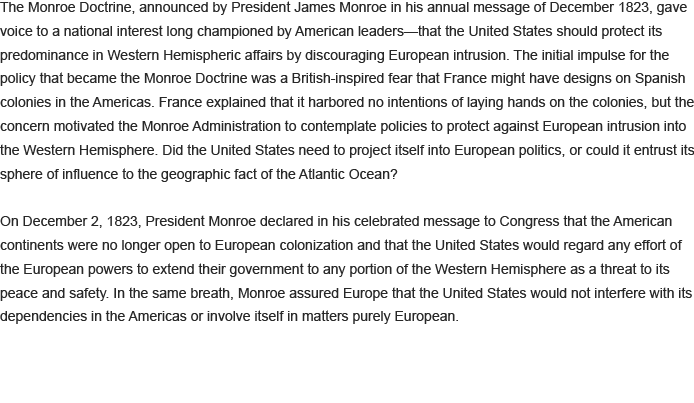 The Monroe Doctrine, announced by President James Monroe in his annual message of December 1823, gave
voice to a national interest long championed by American leaders—that the United States should protect its
predominance in Western Hemispheric affairs by discouraging European intrusion. The initial impulse for the
policy that became the Monroe Doctrine was a British-inspired fear that France might have designs on Spanish
colonies in the Americas. France explained that it harbored no intentions of laying hands on the colonies, but the
concern motivated the Monroe Administration to contemplate policies to protect against European intrusion into
the Western Hemisphere. Did the United States need to project itself into European politics, or could it entrust its
sphere of influence to the geographic fact of the Atlantic Ocean?

On December 2, 1823, President Monroe declared in his celebrated message to Congress that the American
continents were no longer open to European colonization and that the United States would regard any effort of
the European powers to extend their government to any portion of the Western Hemisphere as a threat to its
peace and safety. In the same breath, Monroe assured Europe that the United States would not interfere with its
dependencies in the Americas or involve itself in matters purely European.